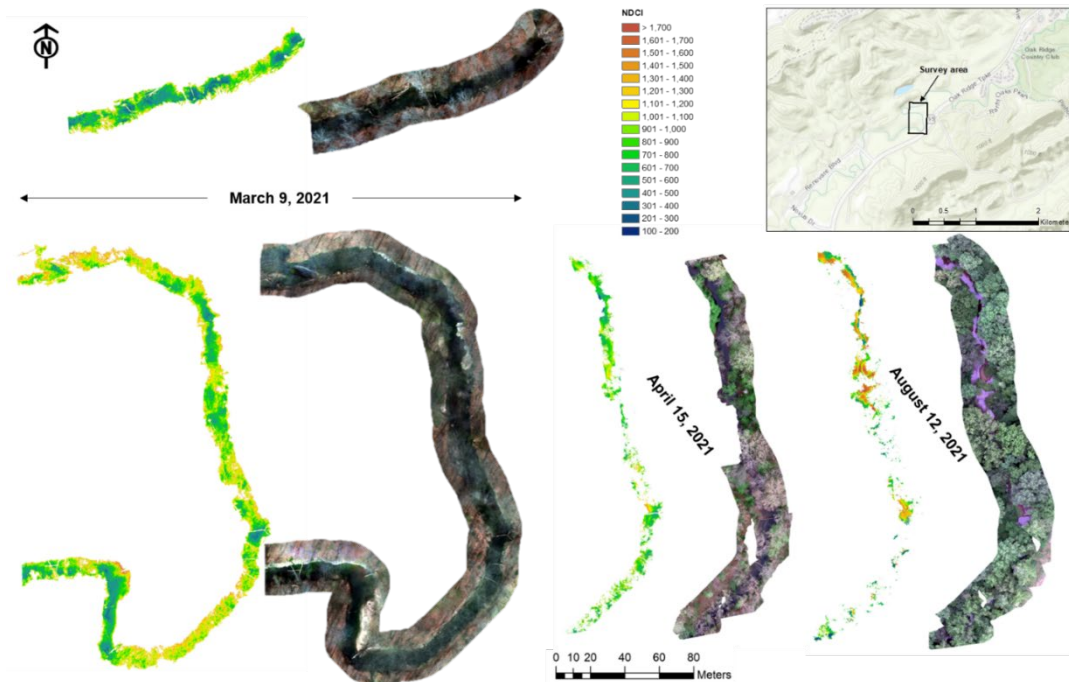 N
March 9, 2021
NDCI
> 1,700
1,601 - 1,700
1,501 - 1,600
1,401 - 1,500
1,301 - 1,400
1,201 - 1,300
1,101 - 1,200
1,001 - 1,100
901 - 1,000
801 - 900
701 - 800
601 - 700
501 - 600
401 - 500
301 - 400
201 - 300
100 - 200
Survey area
Oak Ridge
Country Club
Oak Ridge Tpke
Ave
0 0.5 1 2
April 15, 2021
August 12, 2021
0 10 20 40 60 80
Meters